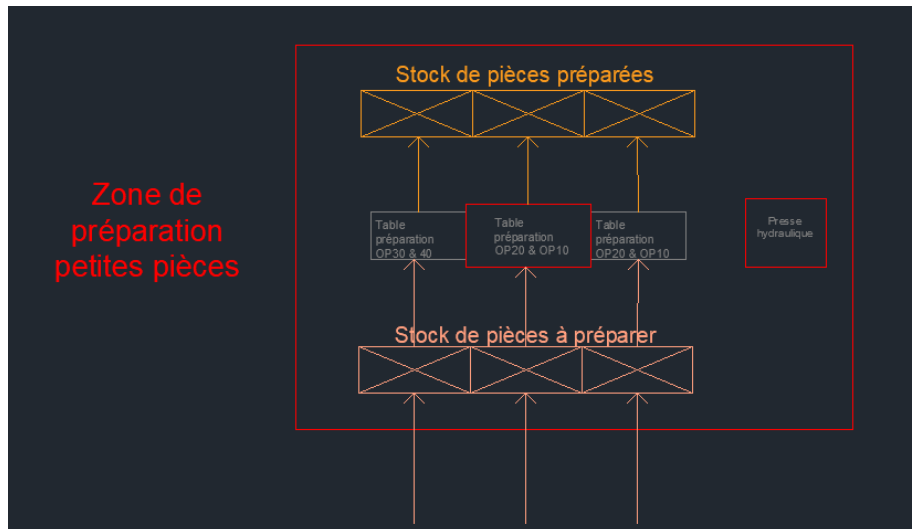 Stock de pièces préparées
Zone de
préparation
petites pièces
Table
préparation
OP30 & 40
Table
préparation
OP20 & OP10
Table
préparation
OP20 & OP10
Presse
hydraulique
Stock de pièces à préparer